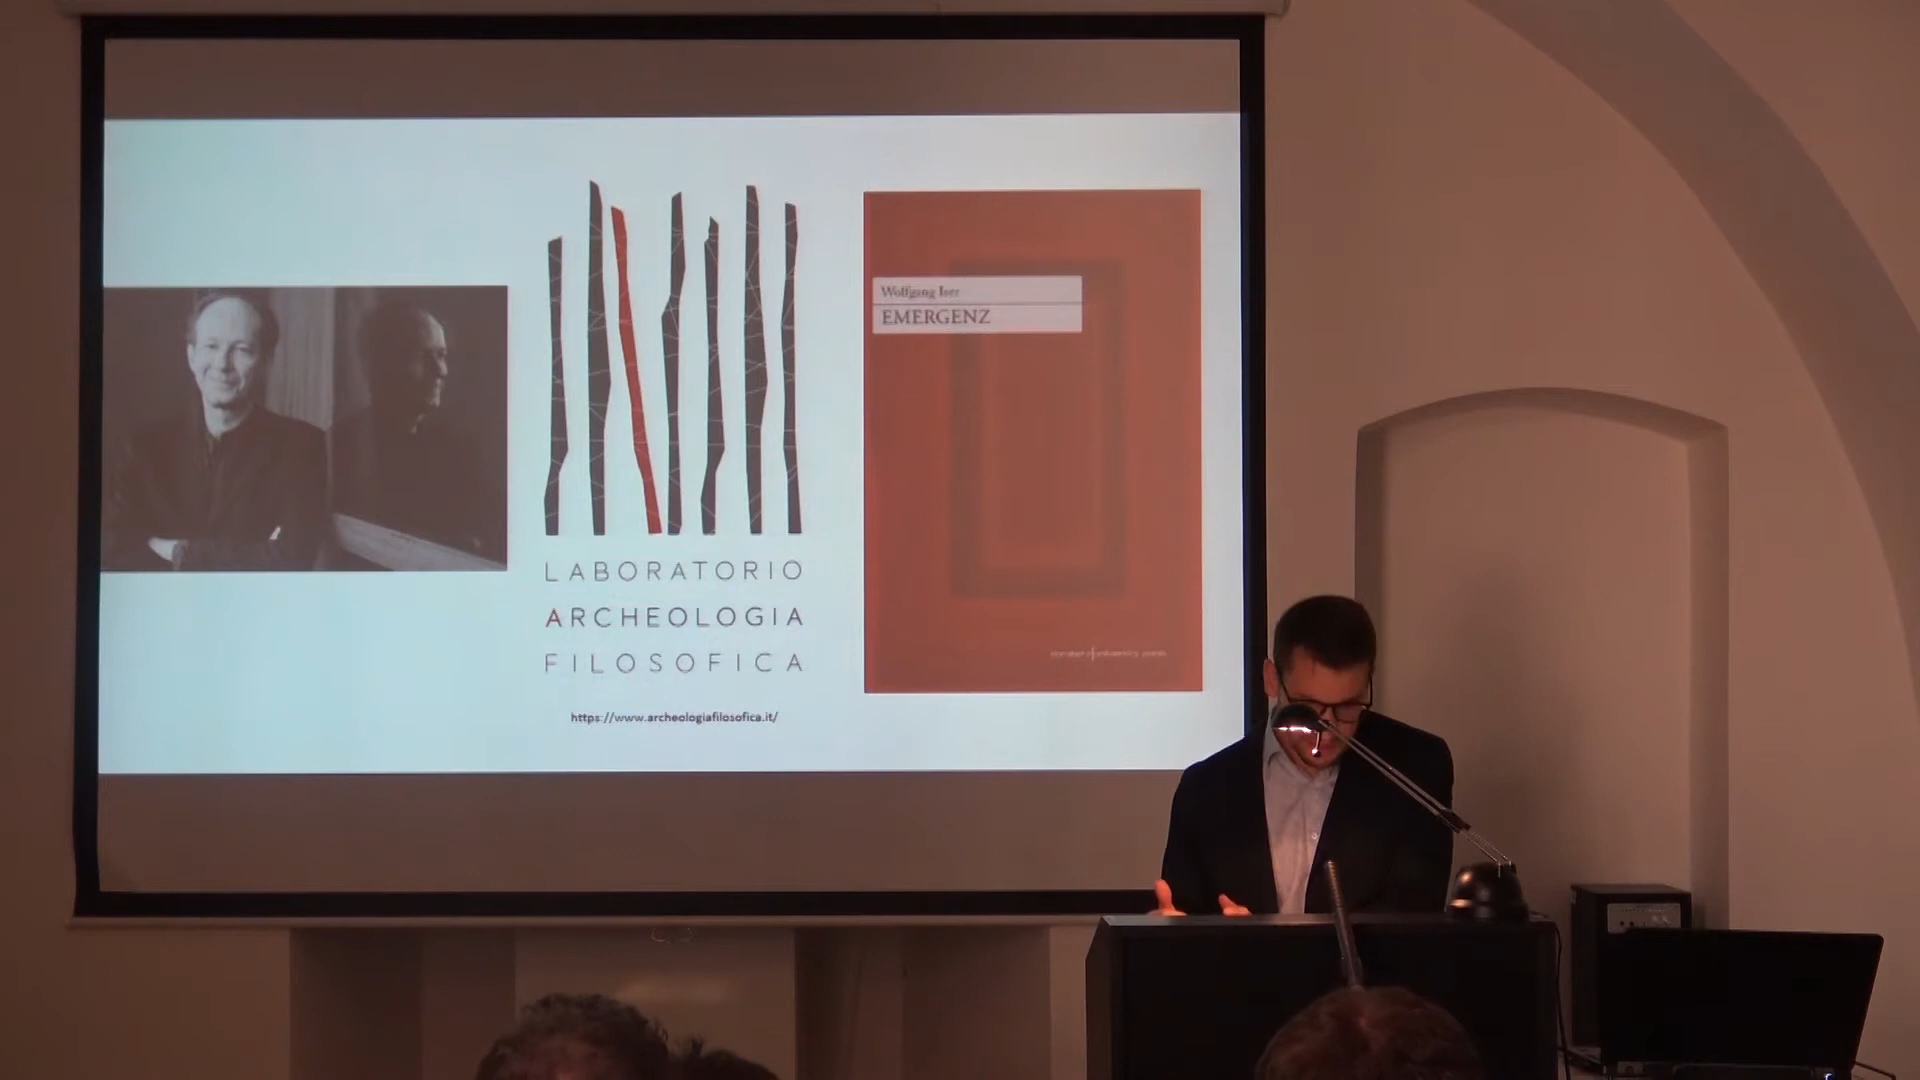 Wolfgang Iser
EMERGENZ
LABORATORIO
ARCHEOLOGIA
FILOSOFICA
https://www.archeologiafilosofica.it/